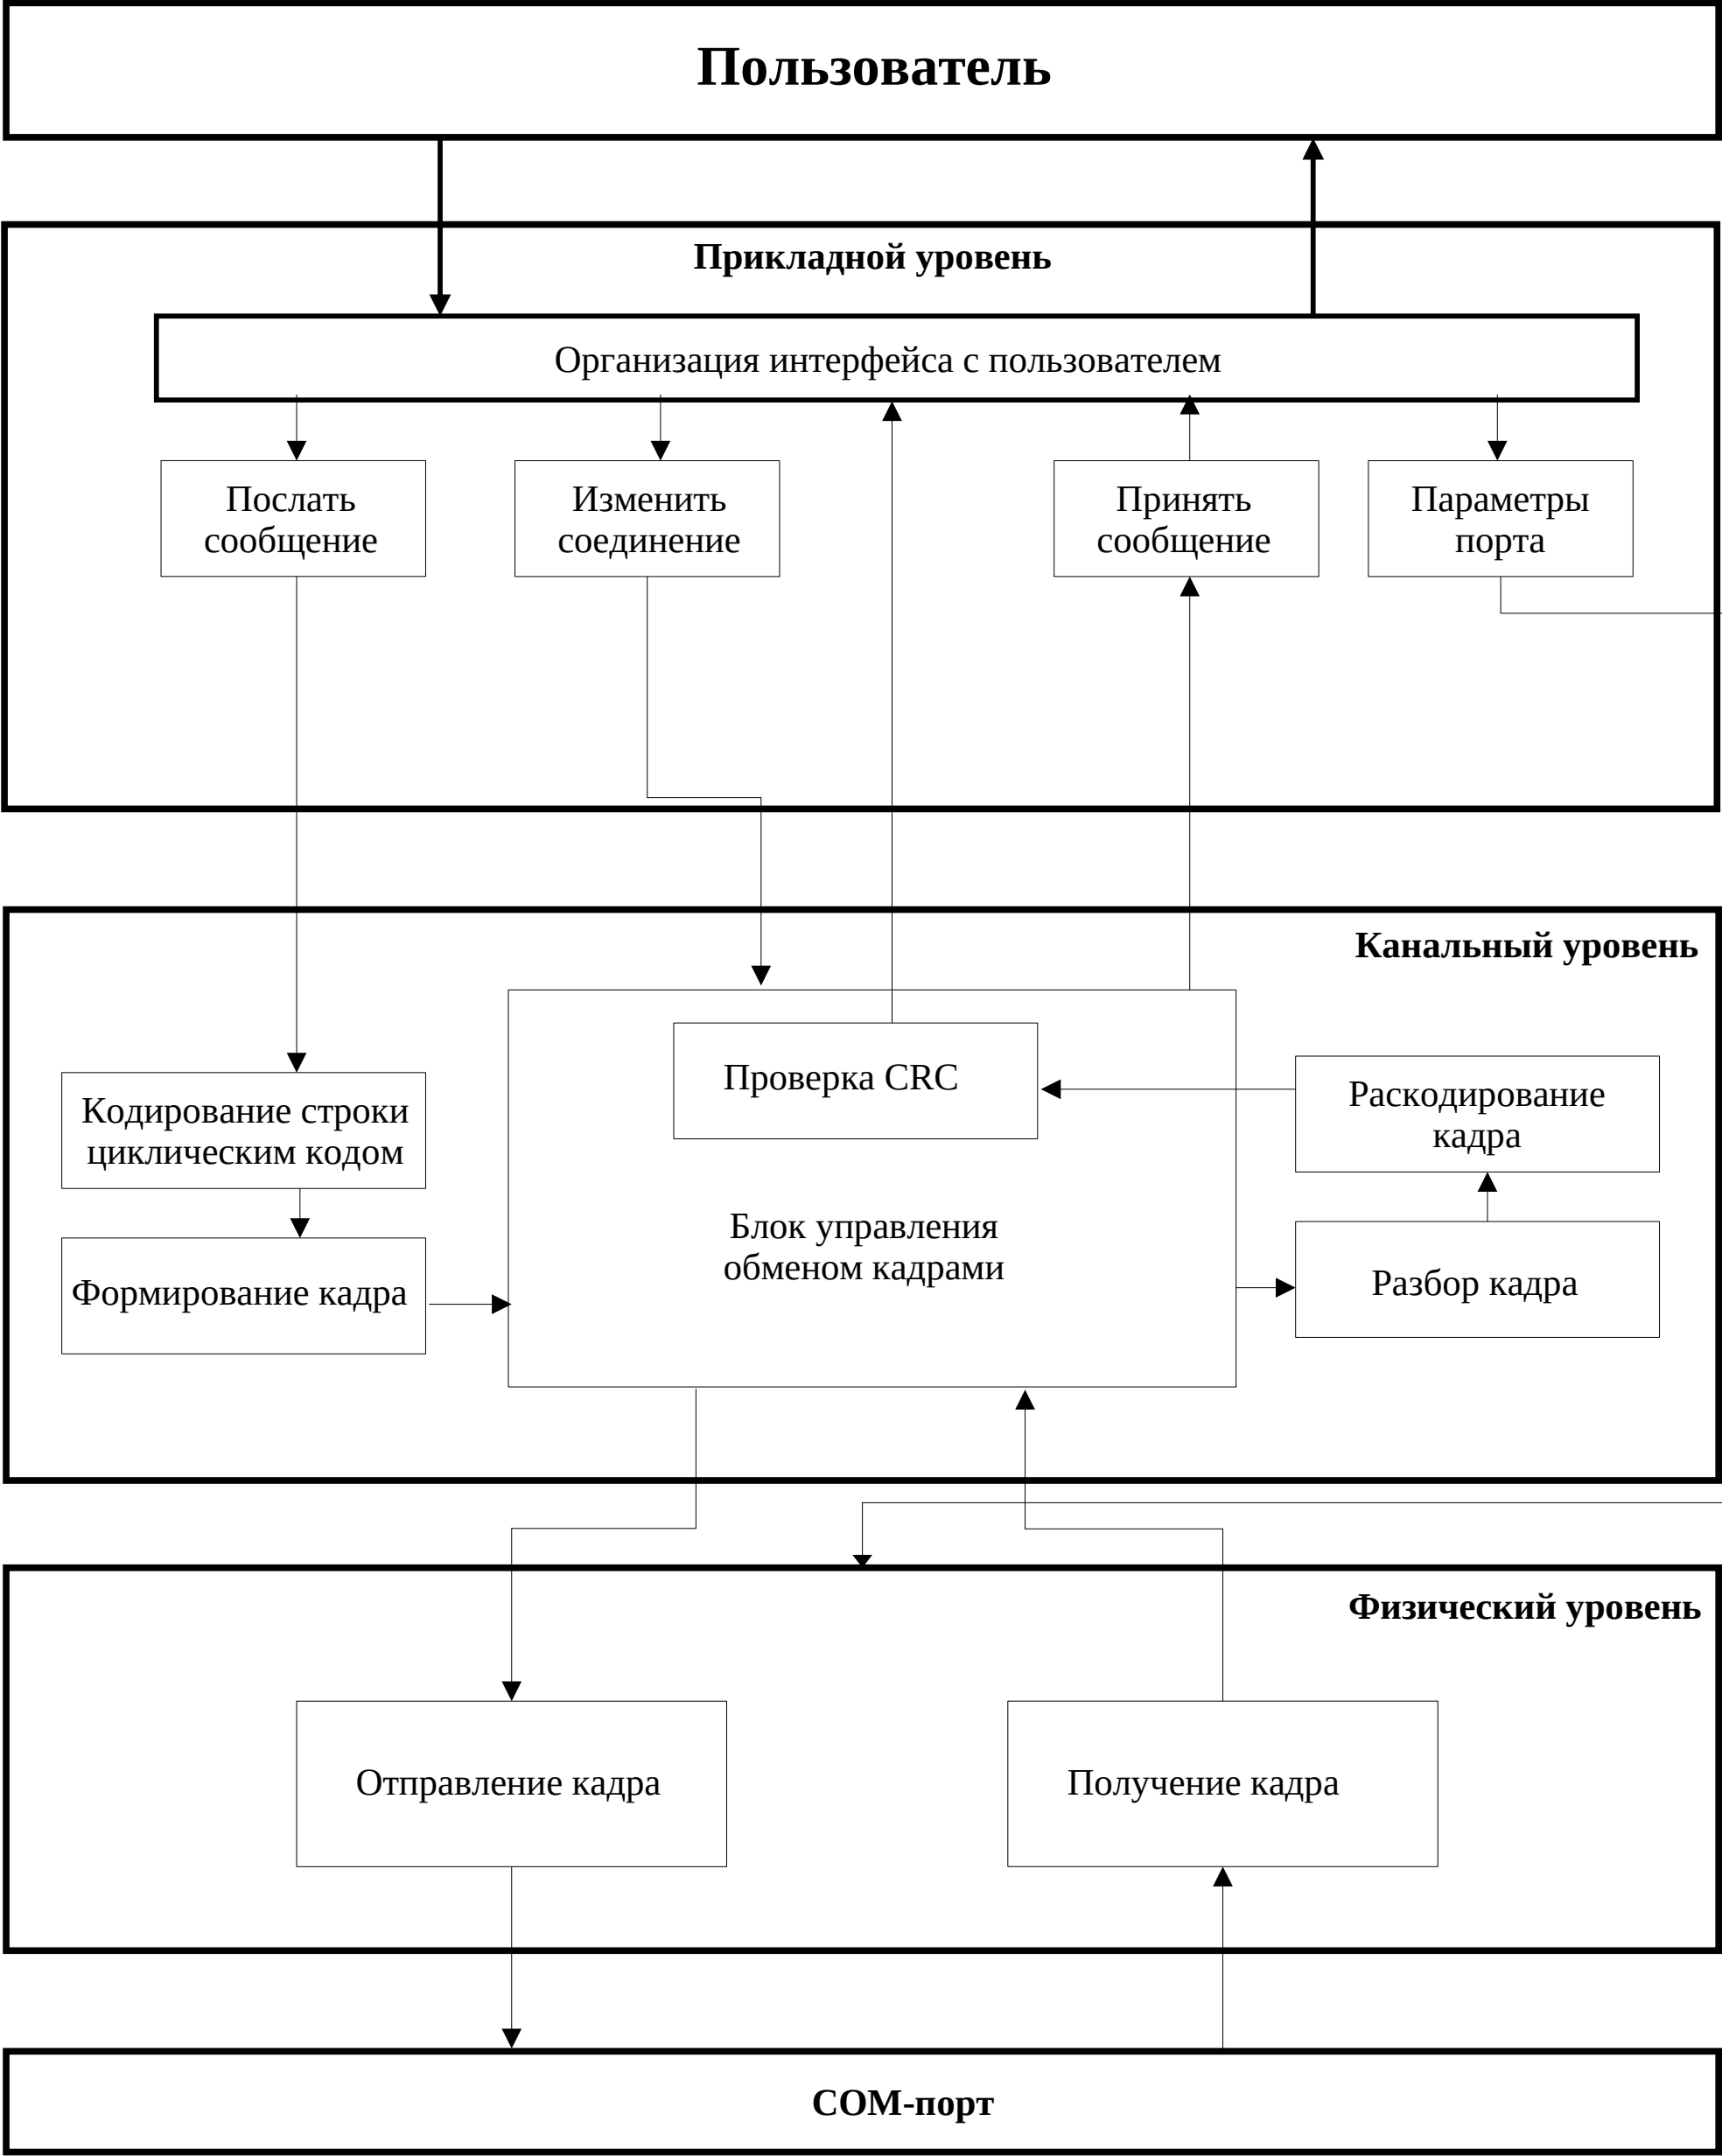 Пользователь
Прикладной уровень
Организация интерфейса с пользователем
Послать
сообщение
Изменить
соединение
Принять
сообщение
Параметры
порта
Канальный уровень
Проверка CRC
Кодирование строки
циклическим кодом
Раскодирование
кадра
Блок управления
обменом кадрами
Формирование кадра
Разбор кадра
Физический уровень
Отправление кадра
Получение кадра
COM-порт